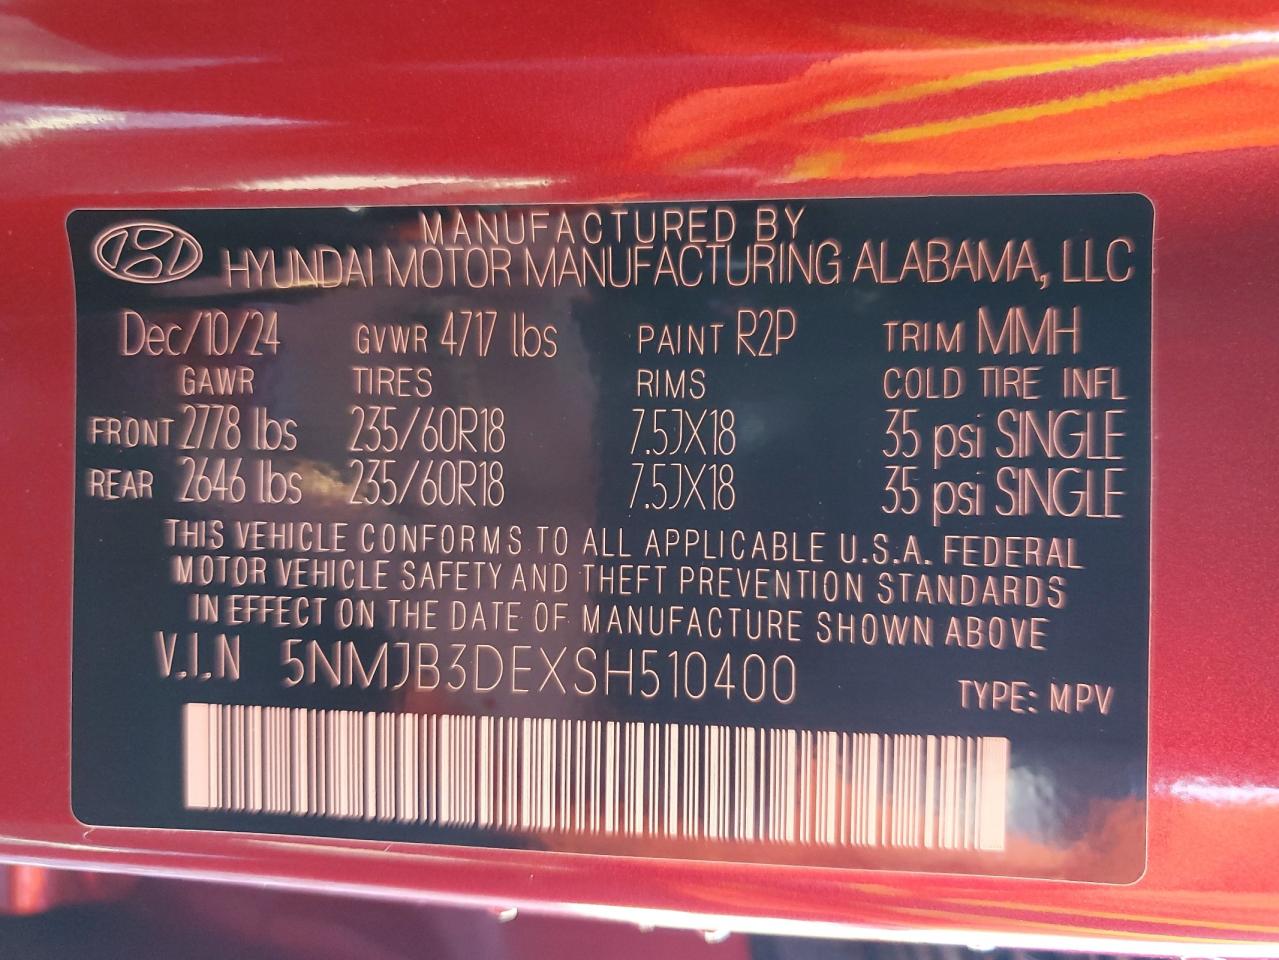 MANUFACTURED BY
HYUNDAI MOTOR MANUFACTURING ALABAMA, LLC
Dec/10/24 GVWR 4717 lbs PAINT R2P TRIM MMH
GAWR TIRES RIMS COLD TIRE INFL
FRONT 2778 lbs 235/60R18 7.5JX18 35 psi SINGLE
REAR 2646 lbs 235/60R18 7.5JX18 35 psi SINGLE
THIS VEHICLE CONFORMS TO ALL APPLICABLE U.S.A. FEDERAL
MOTOR VEHICLE SAFETY AND THEFT PREVENTION STANDARDS
IN EFFECT ON THE DATE OF MANUFACTURE SHOWN ABOVE
V.I.N 5NMJB3DEXSH510400 TYPE: MPV